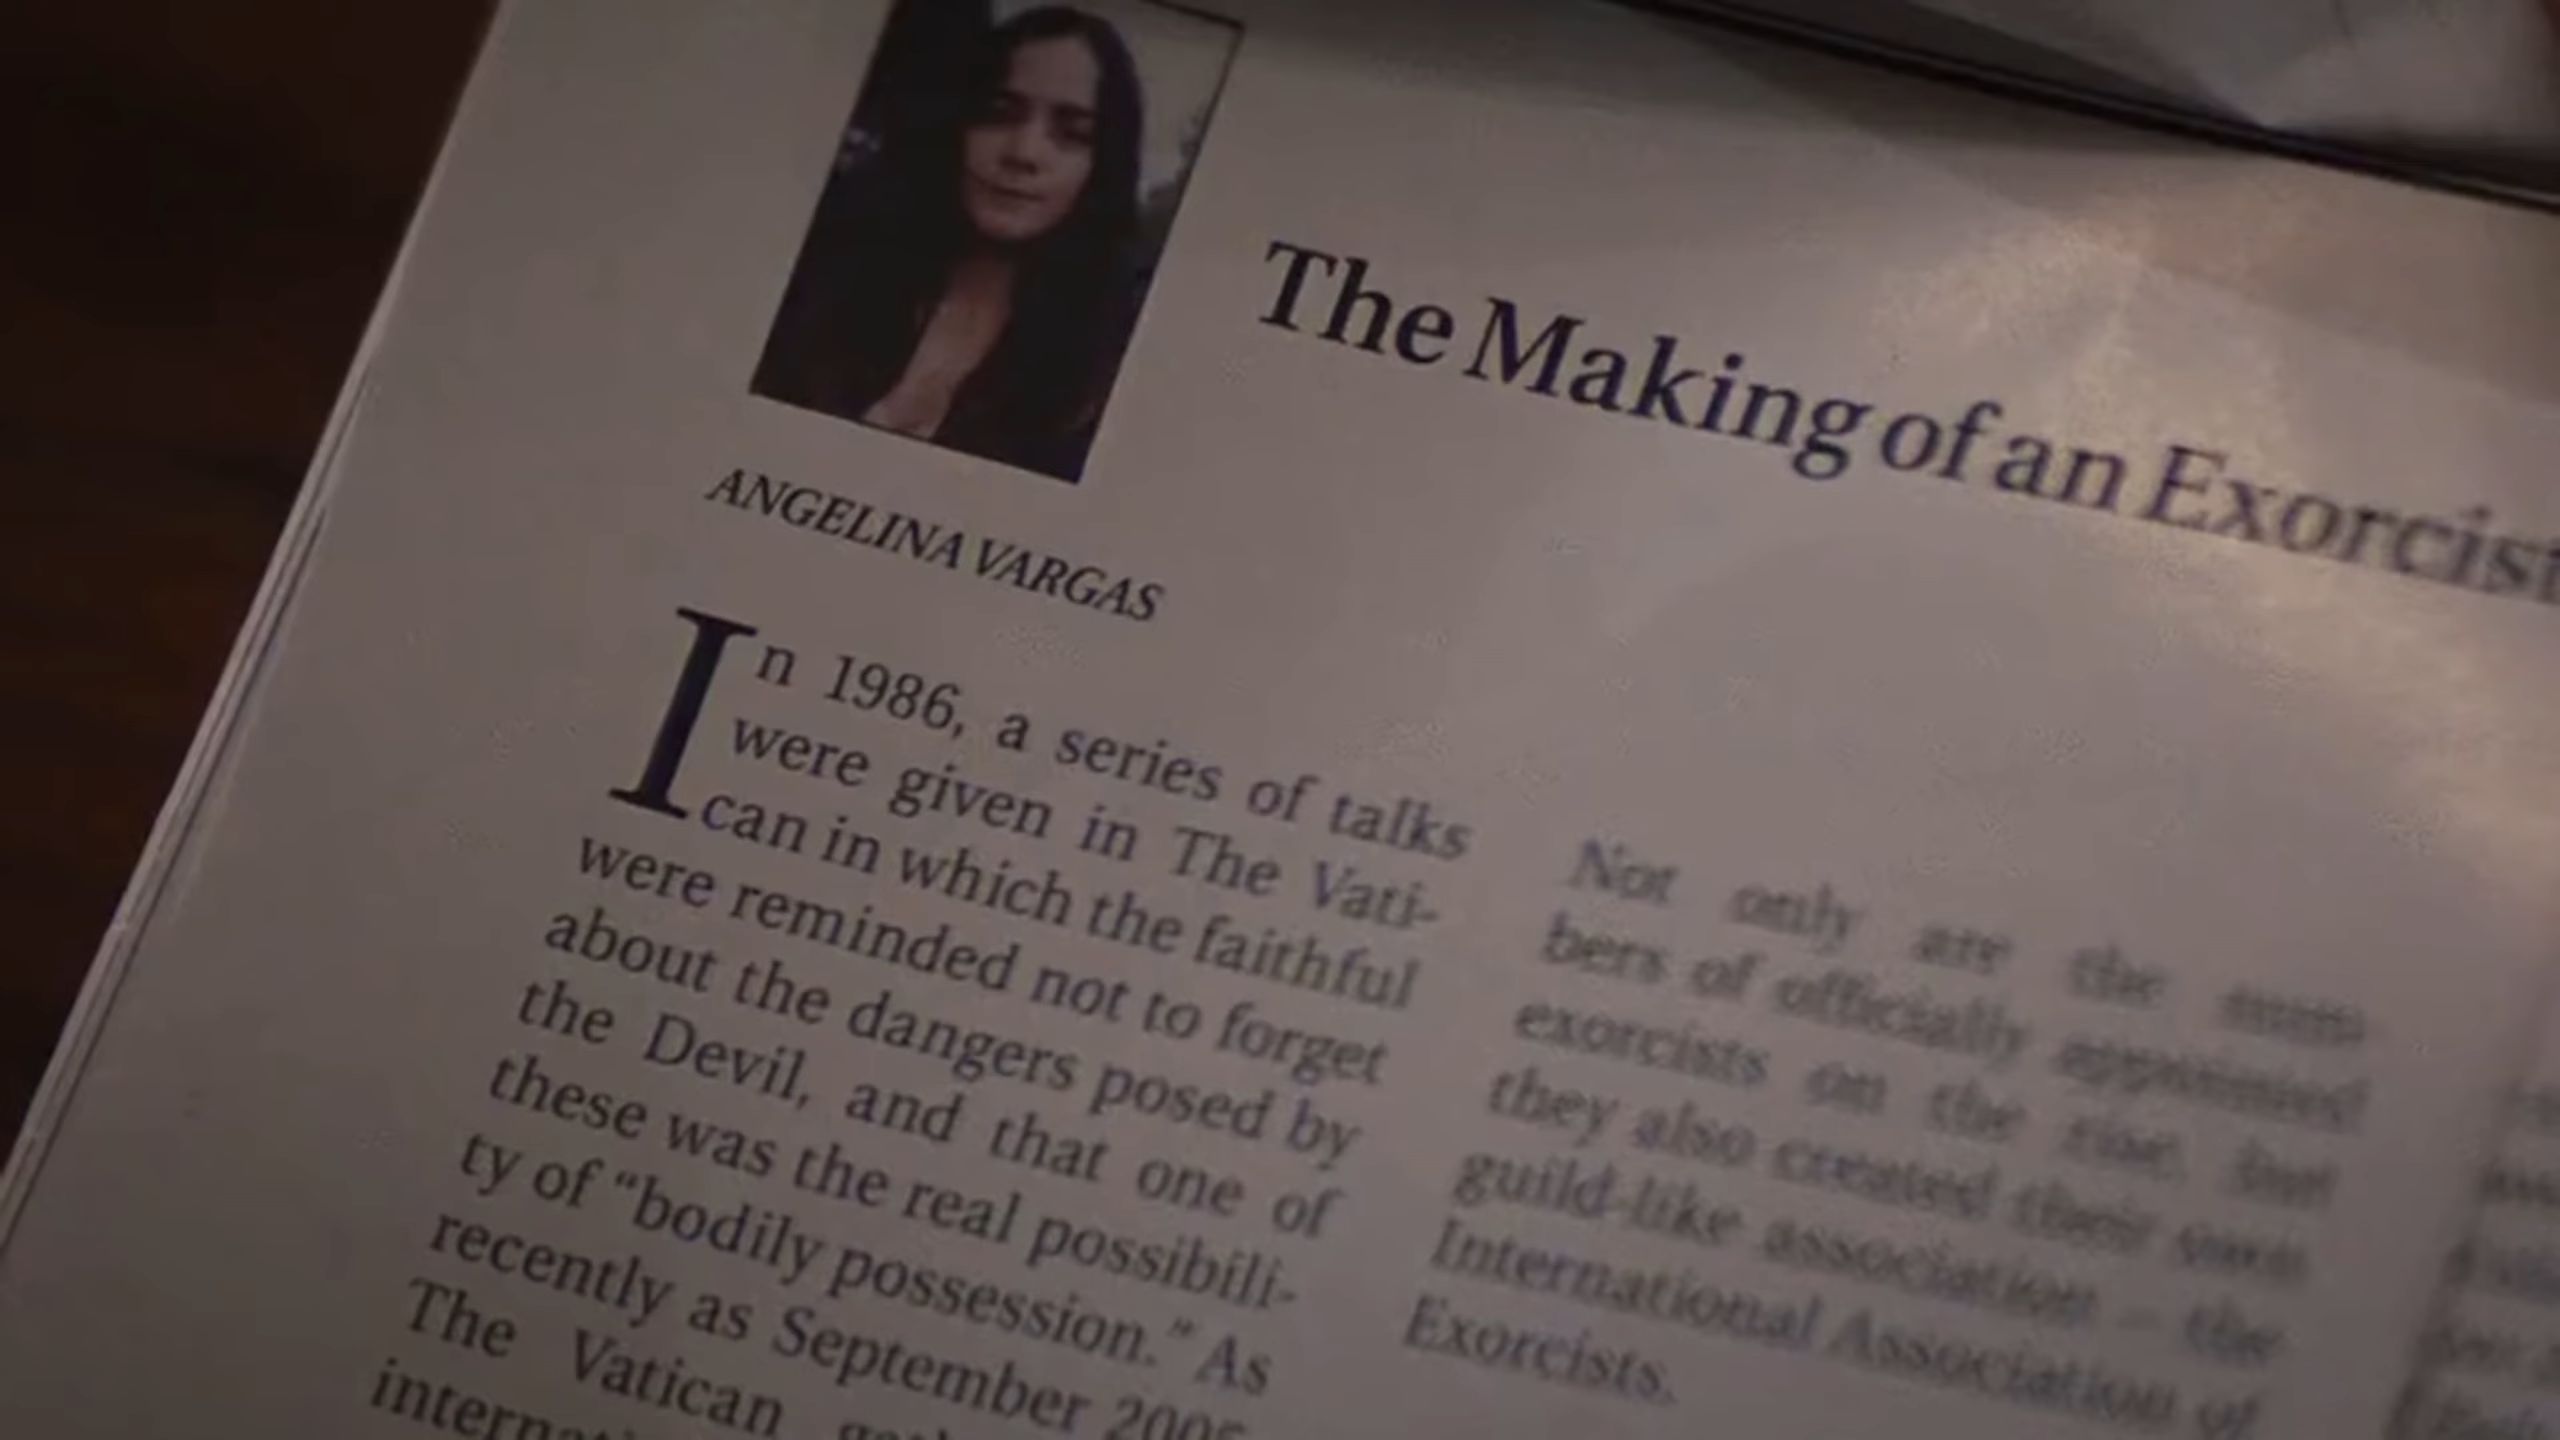 The Making of an Exorcist
ANGELINA VARGAS
In 1986, a series of talks
were given in The Vati-
can in which the faithful
were reminded not to forget
about the dangers posed by
the Devil, and that one of
these was the real possibili-
ty of “bodily possession.” As
recently as September 2005
The Vatican
Not only are the num-
bers of officially appointed
exorcists on the rise, but
they also created their own
guild-like association – the
International Association of
Exorcists.